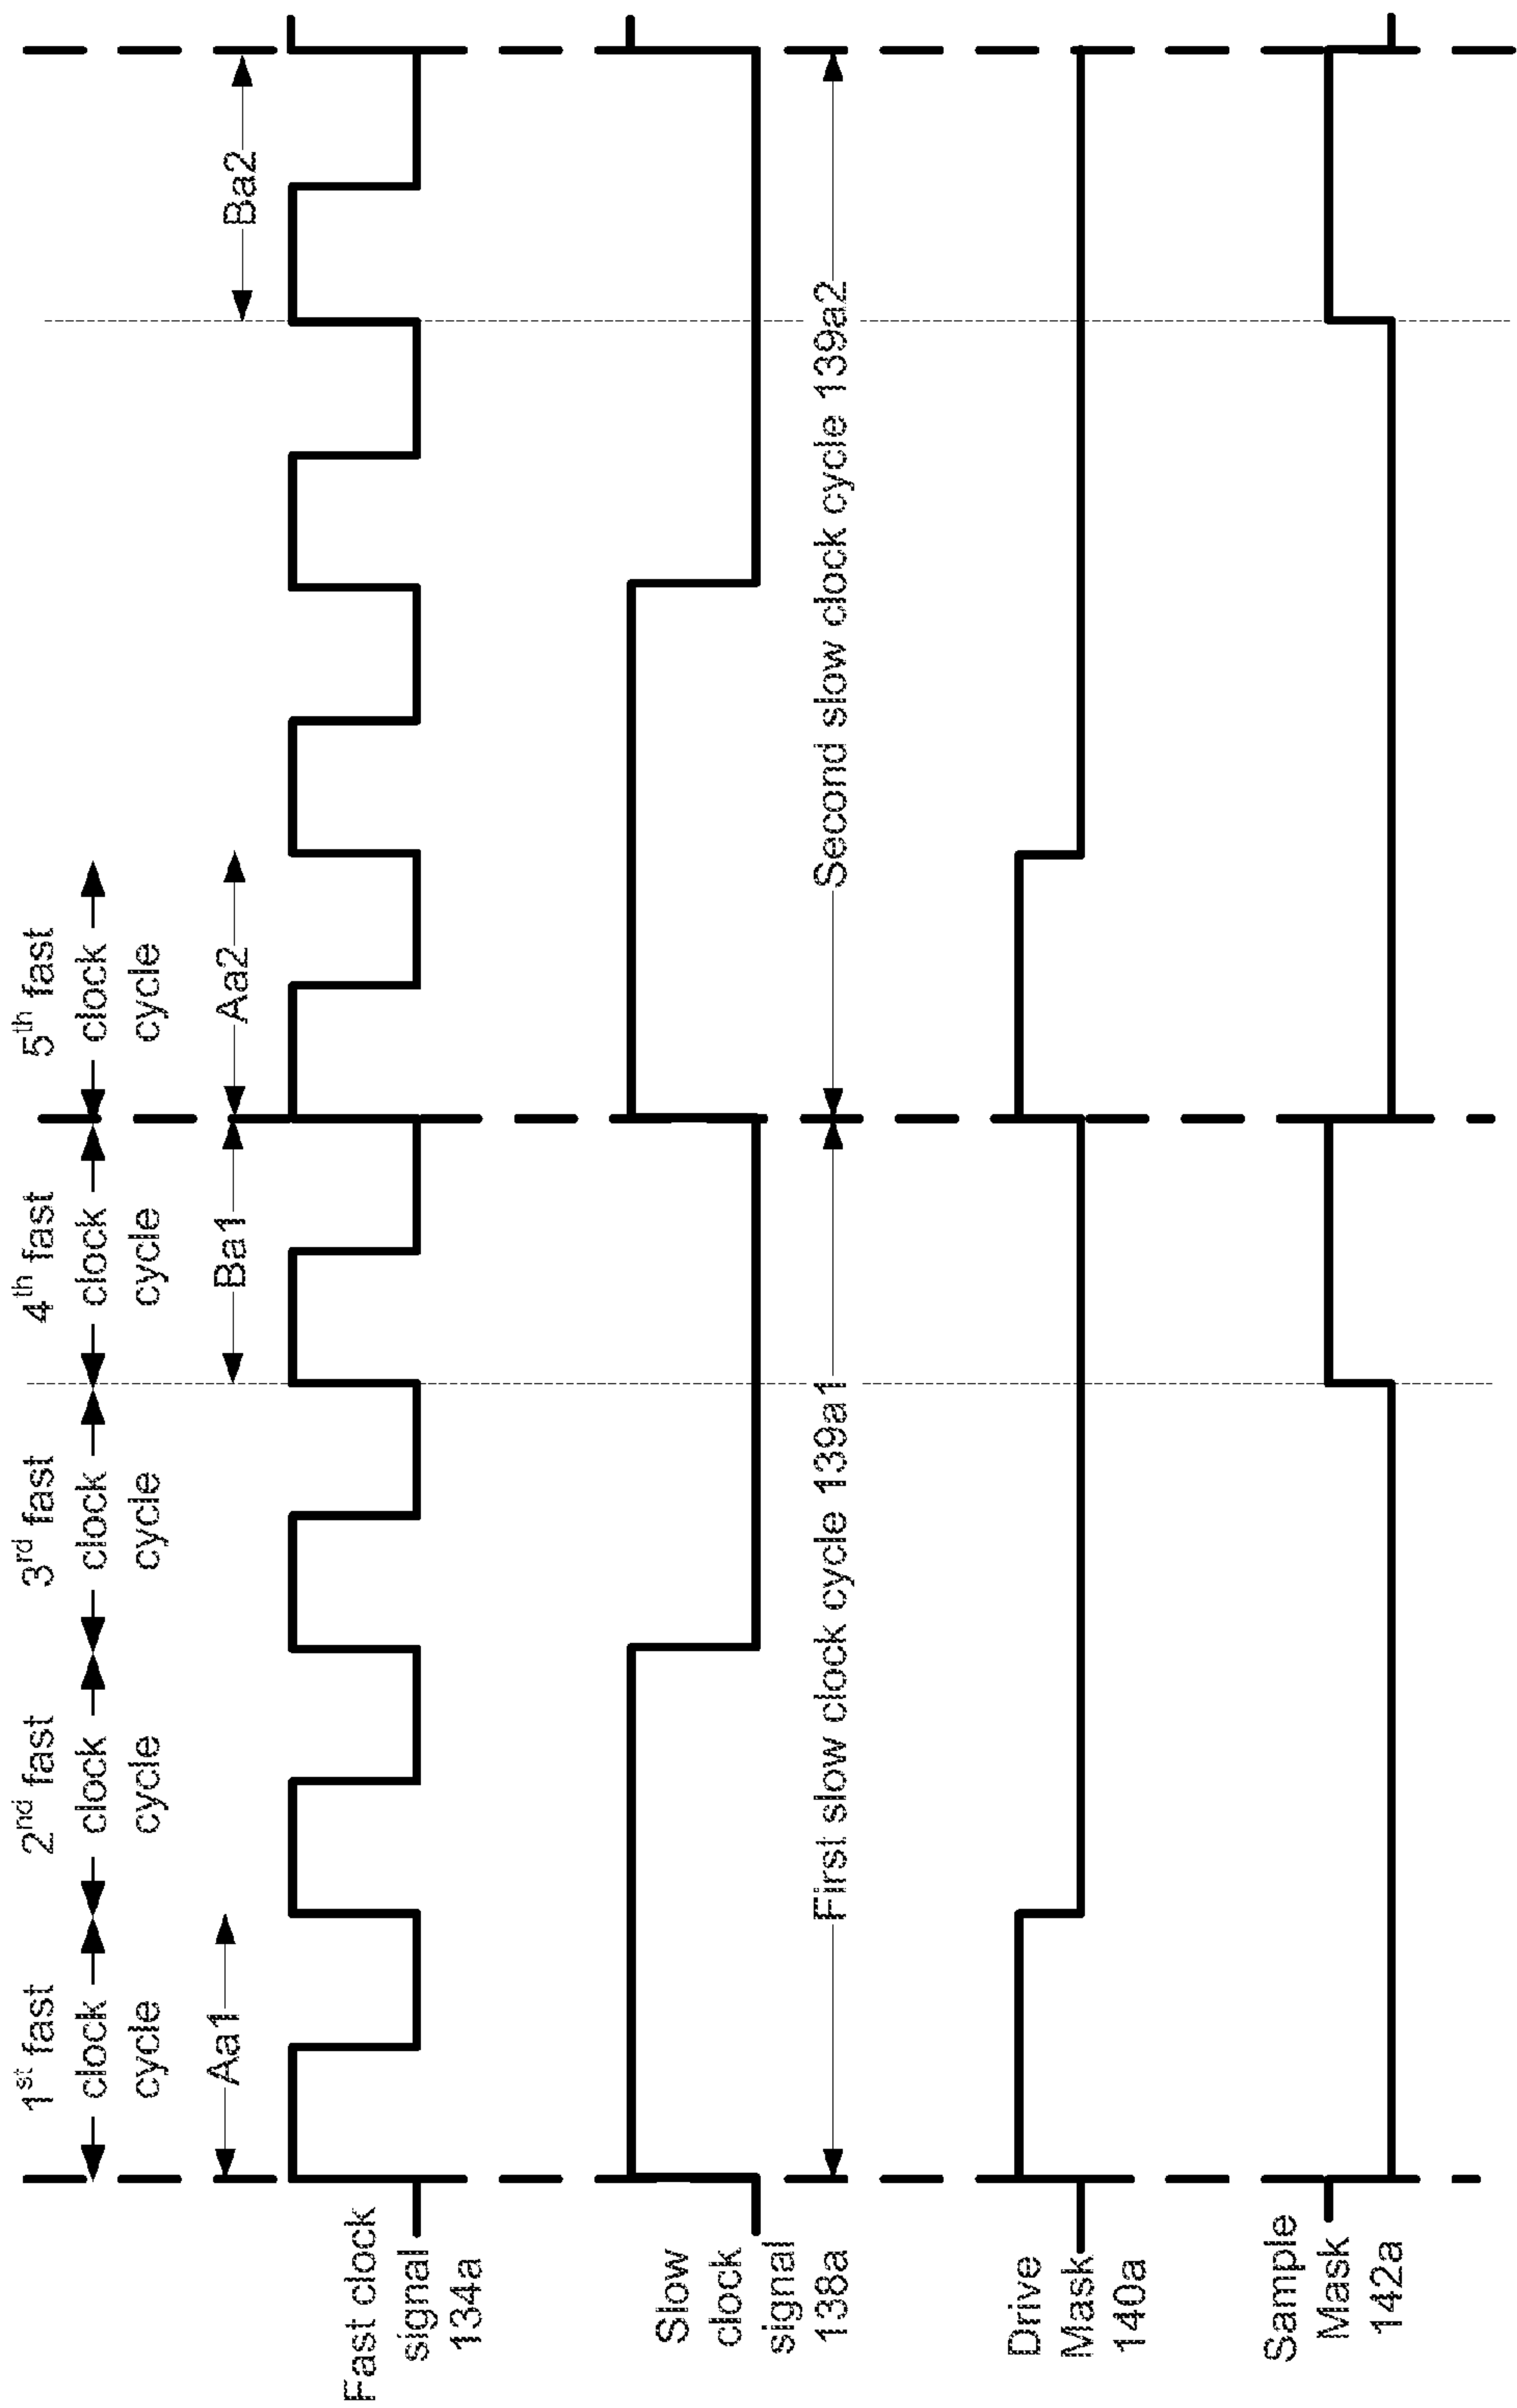 1st fast
clock
cycle
2nd fast
clock
cycle
3rd fast
clock
cycle
4th fast
clock
cycle
5th fast
clock
cycle
Aa1
Ba1
Aa2
Ba2
Fast clock
signal
134a
Slow
clock
signal
138a
First slow clock cycle 139a1
Second slow clock cycle 139a2
Drive
Mask
140a
Sample
Mask
142a